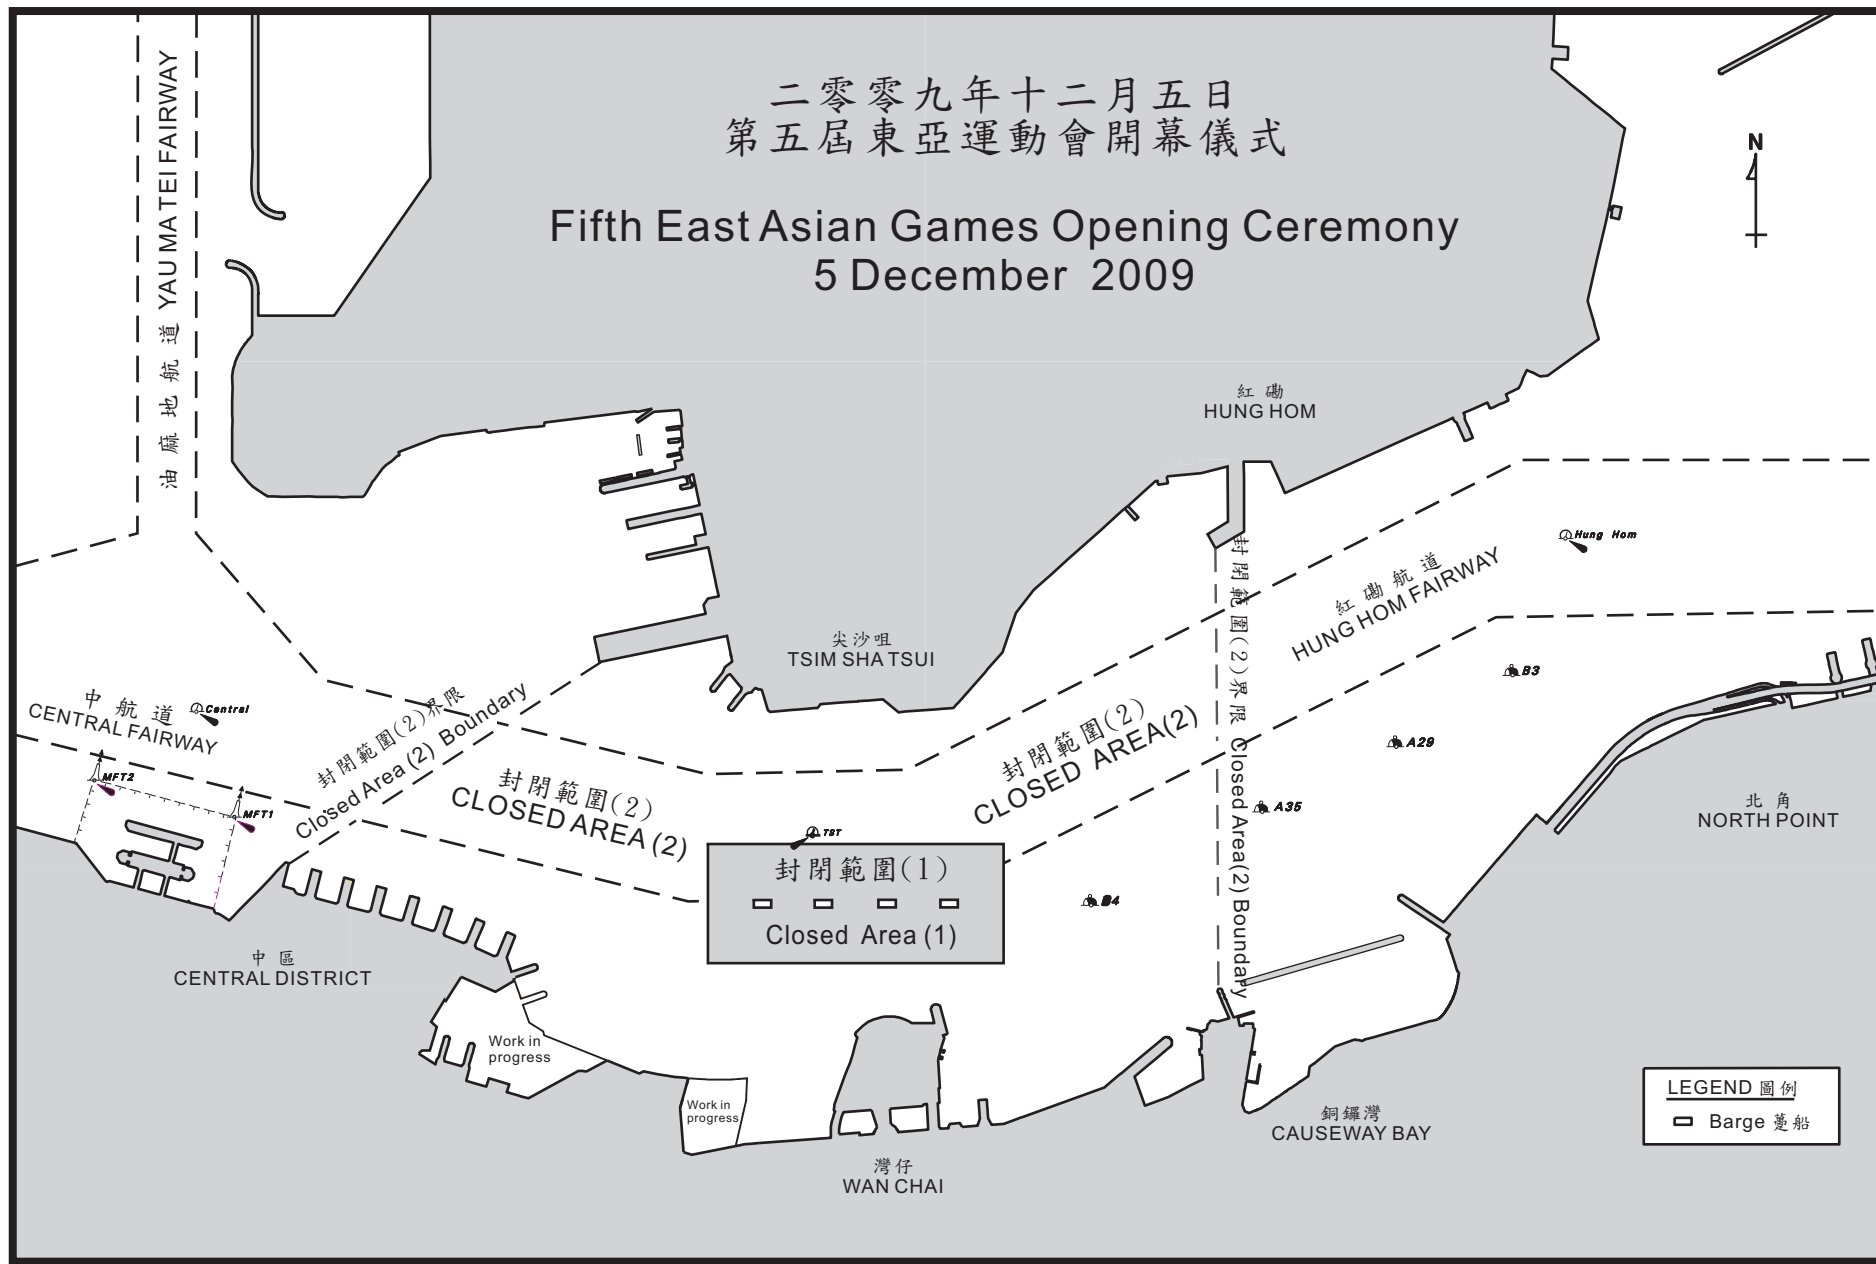 二零零九年十二月五日
第五屆東亞運動會開幕儀式
Fifth East Asian Games Opening Ceremony
5 December 2009
N
油麻地航道 YAU MA TEI FAIRWAY
紅磡
HUNG HOM
Hung Hom
紅磡航道
HUNG HOM FAIRWAY
尖沙咀
TSIM SHA TSUI
中航道
CENTRAL FAIRWAY
Central
MFT2
MFT1
封閉範圍(2)界限
Closed Area (2) Boundary
封閉範圍(2)
CLOSED AREA (2)
封閉範圍(2)
CLOSED AREA(2)
封閉範圍(2)界限 Closed Area(2) Boundary
B3
A29
A35
B4
TST
封閉範圍(1)
Closed Area (1)
北角
NORTH POINT
中區
CENTRAL DISTRICT
Work in
progress
Work in
progress
灣仔
WAN CHAI
銅鑼灣
CAUSEWAY BAY
LEGEND 圖例
Barge 躉船